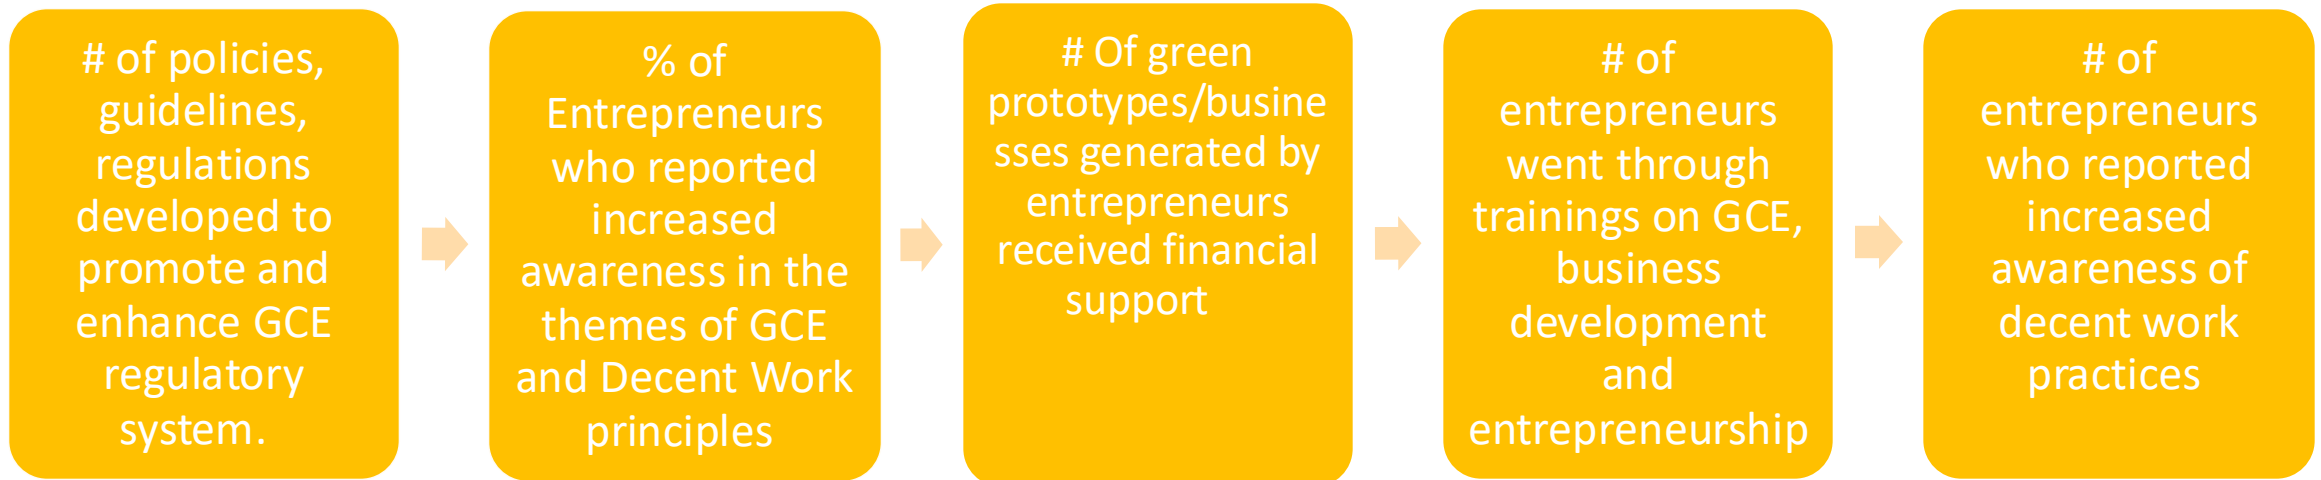 # of policies,
guidelines,
regulations
developed to
promote and
enhance GCE
regulatory
system.
% of
Entrepreneurs
who reported
increased
awareness in the
themes of GCE
and Decent Work
principles
# Of green
prototypes/busine
sses generated by
entrepreneurs
received financial
support
# of
entrepreneurs
went through
trainings on GCE,
business
development
and
entrepreneurship
# of
entrepreneurs
who reported
increased
awareness of
decent work
practices